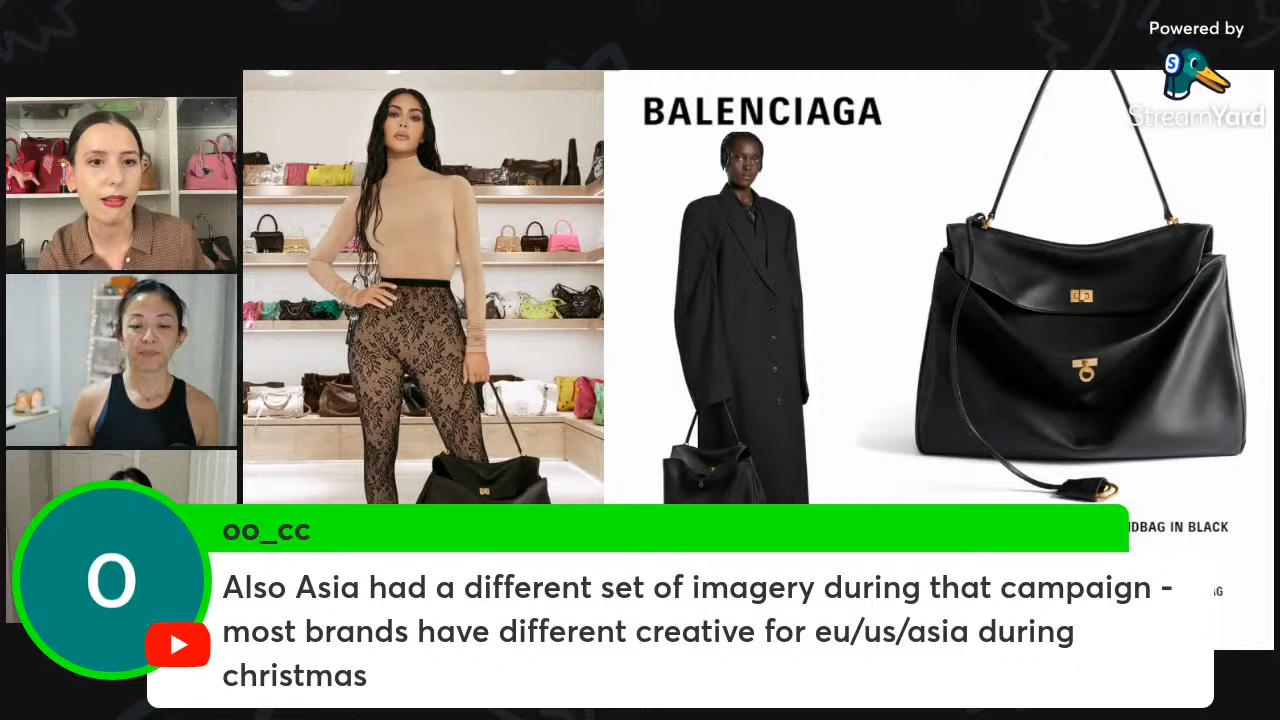 Powered by
StreamYard
BALENCIAGA
DBAG IN BLACK
oo_cc
O
Also Asia had a different set of imagery during that campaign -
most brands have different creative for eu/us/asia during
christmas